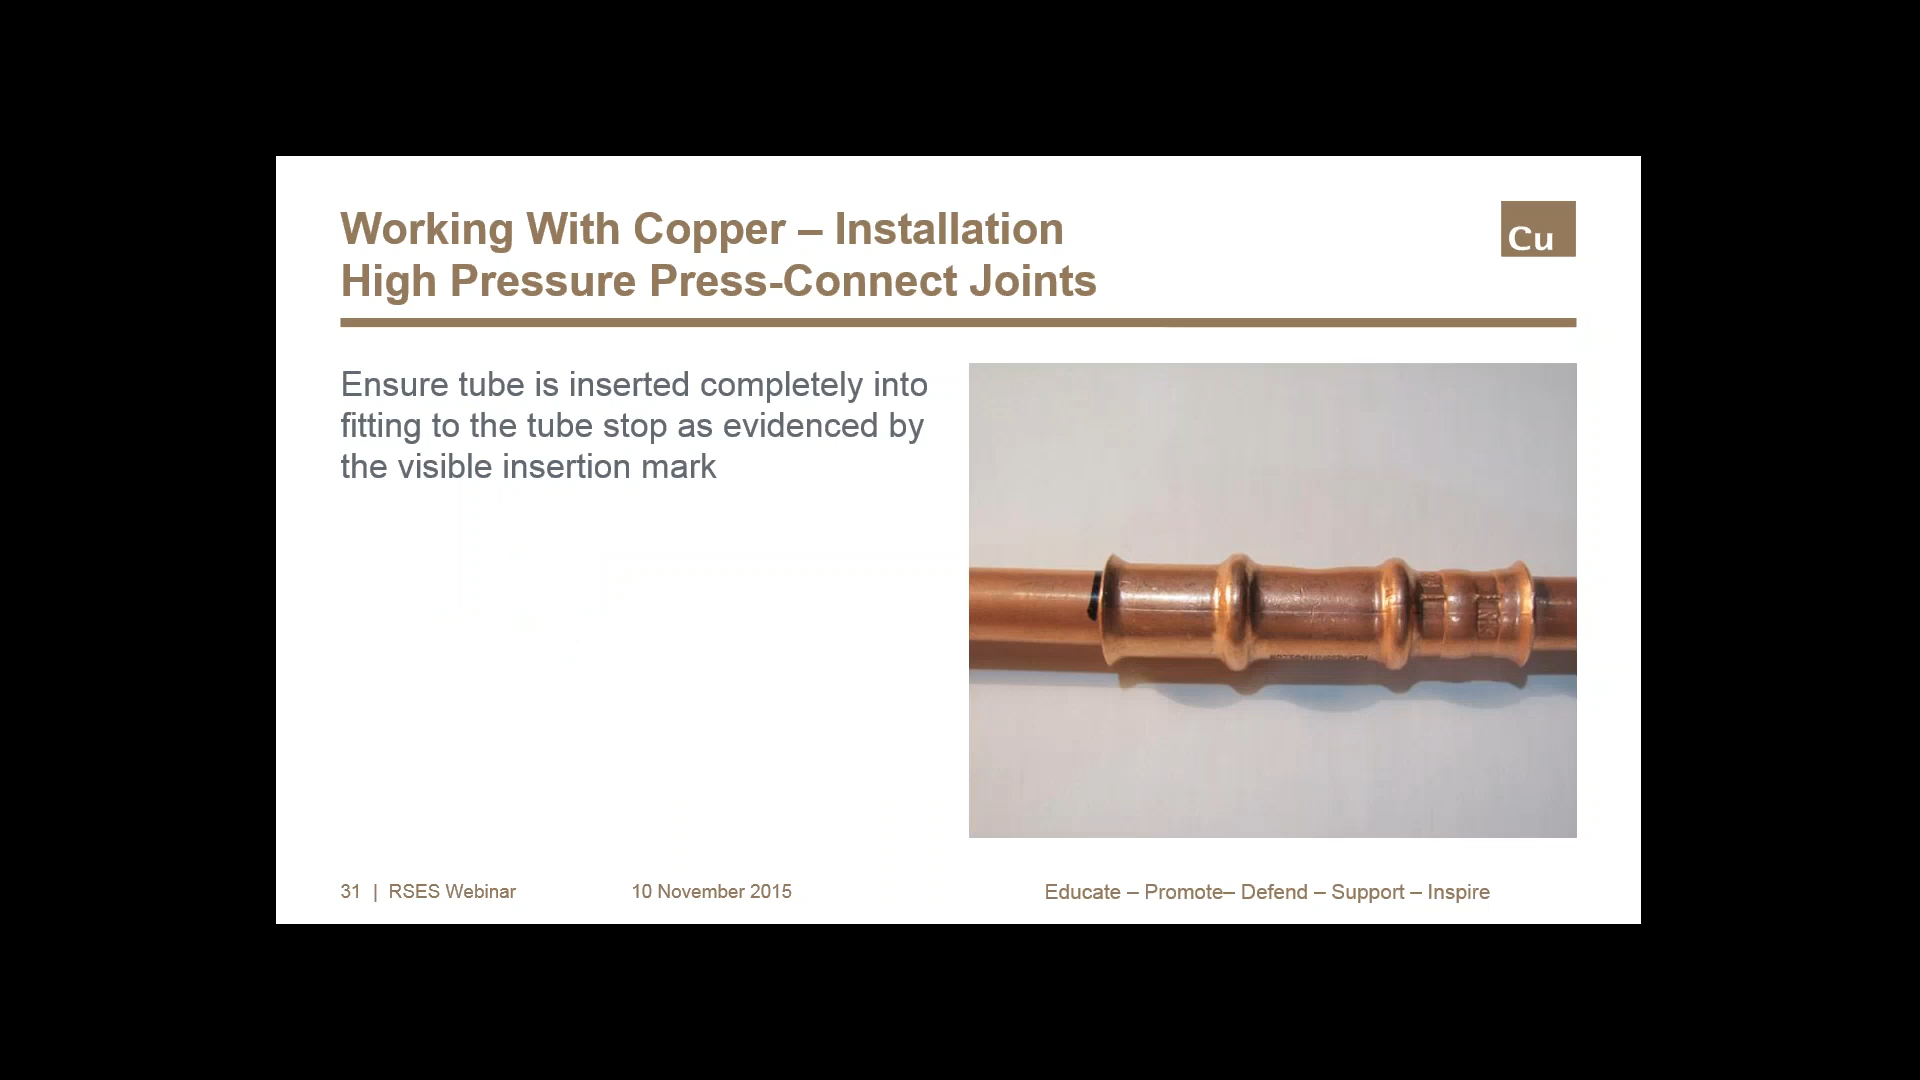 Working With Copper – Installation
High Pressure Press-Connect Joints
Cu
Ensure tube is inserted completely into
fitting to the tube stop as evidenced by
the visible insertion mark
31 | RSES Webinar
10 November 2015
Educate – Promote– Defend – Support – Inspire